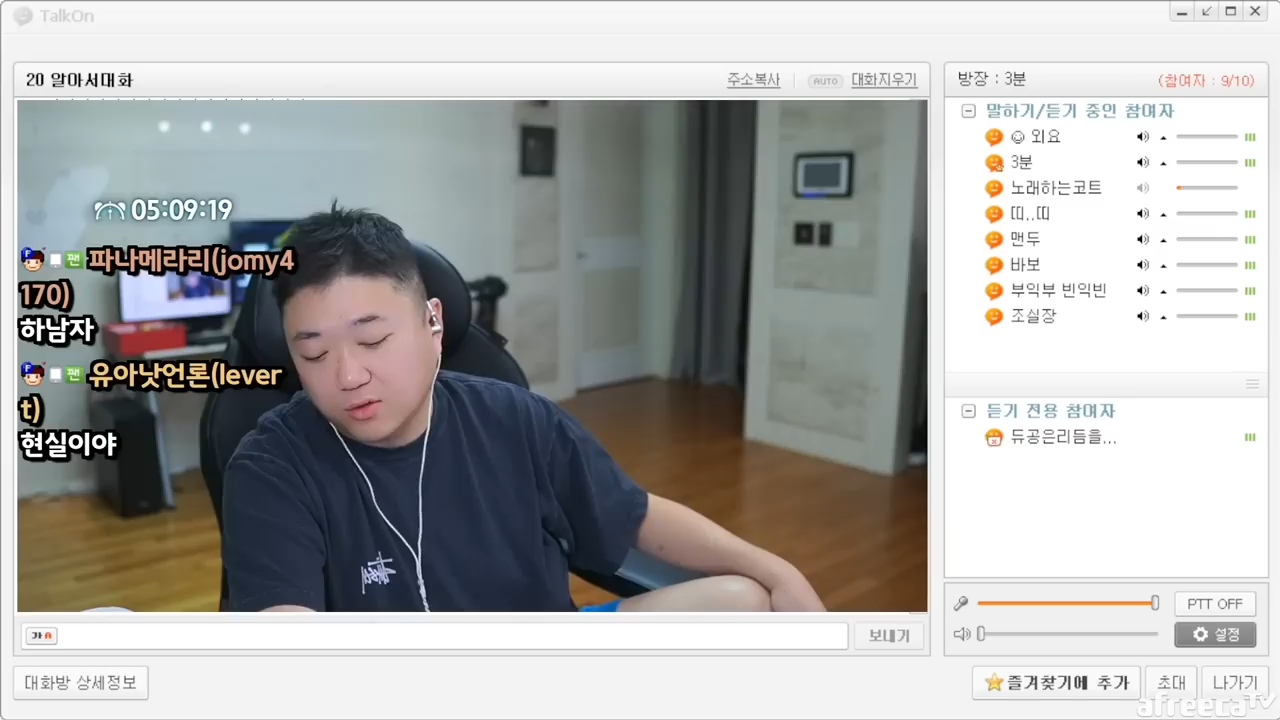 TalkOn
20 알아서대화
주소복사
AUTO
대화지우기
방장 : 3분
(참여자 : 9/10)
말하기/듣기 중인 참여자
외요
3분
노래하는코트
띠,,띠
맨두
바보
부익부 빈익빈
조실장
듣기 전용 참여자
듀공은리듬을...
05:09:19
F 팬 파나메라리(jomy4
170)
하남자
F 팬 유아낫언론(lever
t)
현실이야
가A
보내기
PTT OFF
설정
대화방 상세정보
즐겨찾기에 추가
초대
나가기
afreecaTV